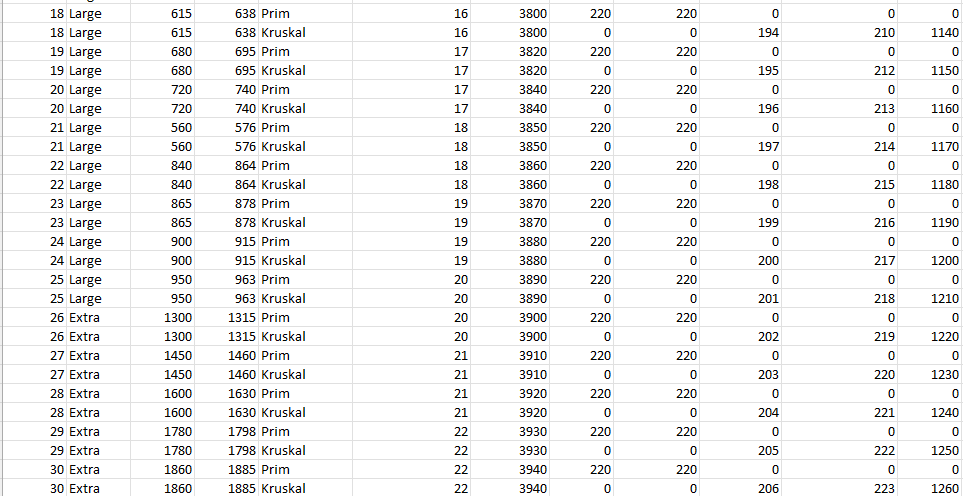 18 Large 615 638 Prim 16 3800 220 220 0 0 0
18 Large 615 638 Kruskal 16 3800 0 0 194 210 1140
19 Large 680 695 Prim 17 3820 220 220 0 0 0
19 Large 680 695 Kruskal 17 3820 0 0 195 212 1150
20 Large 720 740 Prim 17 3840 220 220 0 0 0
20 Large 720 740 Kruskal 17 3840 0 0 196 213 1160
21 Large 560 576 Prim 18 3850 220 220 0 0 0
21 Large 560 576 Kruskal 18 3850 0 0 197 214 1170
22 Large 840 864 Prim 18 3860 220 220 0 0 0
22 Large 840 864 Kruskal 18 3860 0 0 198 215 1180
23 Large 865 878 Prim 19 3870 220 220 0 0 0
23 Large 865 878 Kruskal 19 3870 0 0 199 216 1190
24 Large 900 915 Prim 19 3880 220 220 0 0 0
24 Large 900 915 Kruskal 19 3880 0 0 200 217 1200
25 Large 950 963 Prim 20 3890 220 220 0 0 0
25 Large 950 963 Kruskal 20 3890 0 0 201 218 1210
26 Extra 1300 1315 Prim 20 3900 220 220 0 0 0
26 Extra 1300 1315 Kruskal 20 3900 0 0 202 219 1220
27 Extra 1450 1460 Prim 21 3910 220 220 0 0 0
27 Extra 1450 1460 Kruskal 21 3910 0 0 203 220 1230
28 Extra 1600 1630 Prim 21 3920 220 220 0 0 0
28 Extra 1600 1630 Kruskal 21 3920 0 0 204 221 1240
29 Extra 1780 1798 Prim 22 3930 220 220 0 0 0
29 Extra 1780 1798 Kruskal 22 3930 0 0 205 222 1250
30 Extra 1860 1885 Prim 22 3940 220 220 0 0 0
30 Extra 1860 1885 Kruskal 22 3940 0 0 206 223 1260